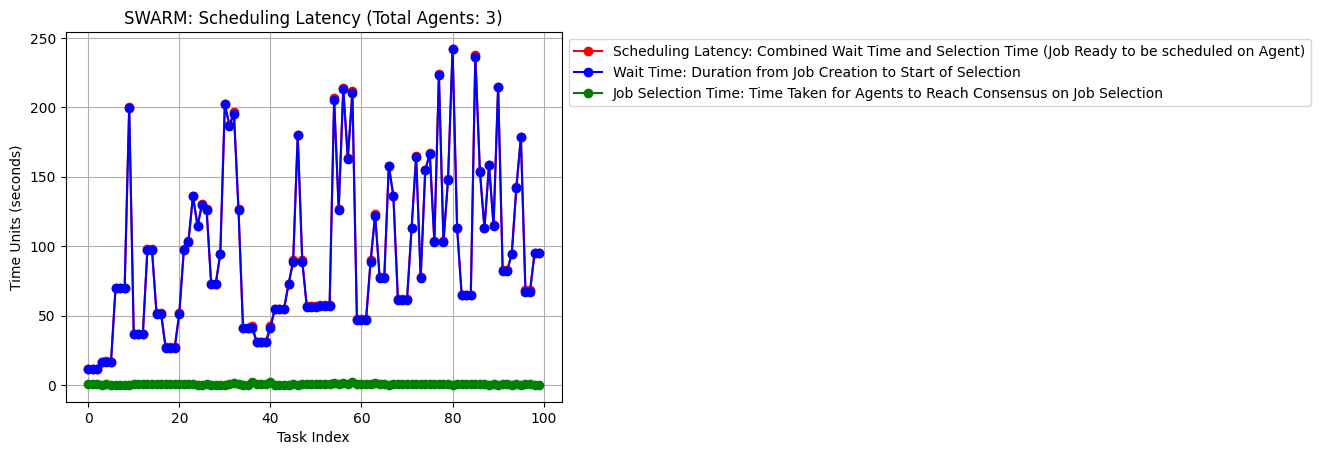 SWARM: Scheduling Latency (Total Agents: 3)
250
200
150
100
50
0
Time Units (seconds)
0 20 40 60 80 100
Task Index
Scheduling Latency: Combined Wait Time and Selection Time (Job Ready to be scheduled on Agent)
Wait Time: Duration from Job Creation to Start of Selection
Job Selection Time: Time Taken for Agents to Reach Consensus on Job Selection